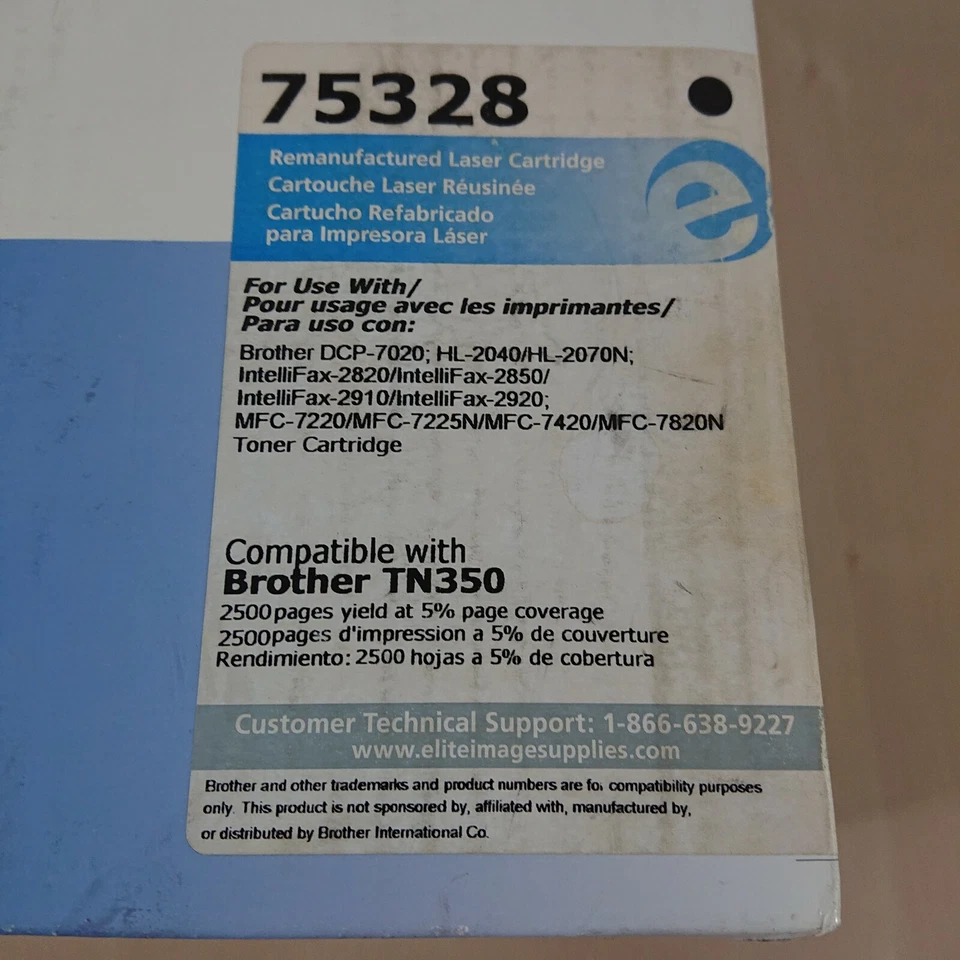 75328
Remanufactured Laser Cartridge
Cartouche Laser Réusinée
Cartucho Refabricado
para Impresora Láser
e
For Use With/
Pour usage avec les imprimantes/
Para uso con:
Brother DCP-7020; HL-2040/HL-2070N;
IntelliFax-2820/IntelliFax-2850/
IntelliFax-2910/IntelliFax-2920;
MFC-7220/MFC-7225N/MFC-7420/MFC-7820N
Toner Cartridge
Compatible with
Brother TN350
2500 pages yield at 5% page coverage
2500 pages d'impression a 5% de couverture
Rendimiento: 2500 hojas a 5% de cobertura
Customer Technical Support: 1-866-638-9227
www.eliteimagesupplies.com
Brother and other trademarks and product numbers are for compatibility purposes
only. This product is not sponsored by, affiliated with, manufactured by,
or distributed by Brother International Co.